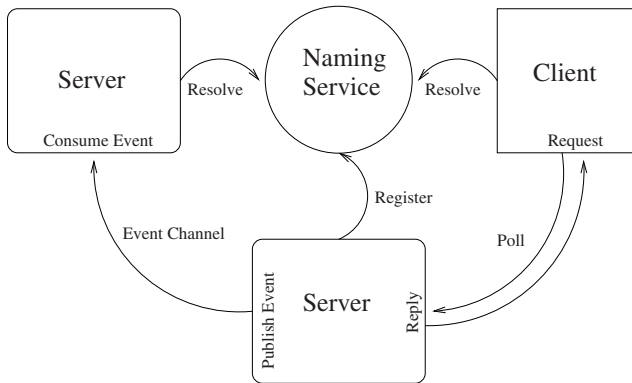 Server
Consume Event
Resolve
Naming
Service
Resolve
Client
Request
Register
Event Channel
Poll
Publish Event
Server
Reply